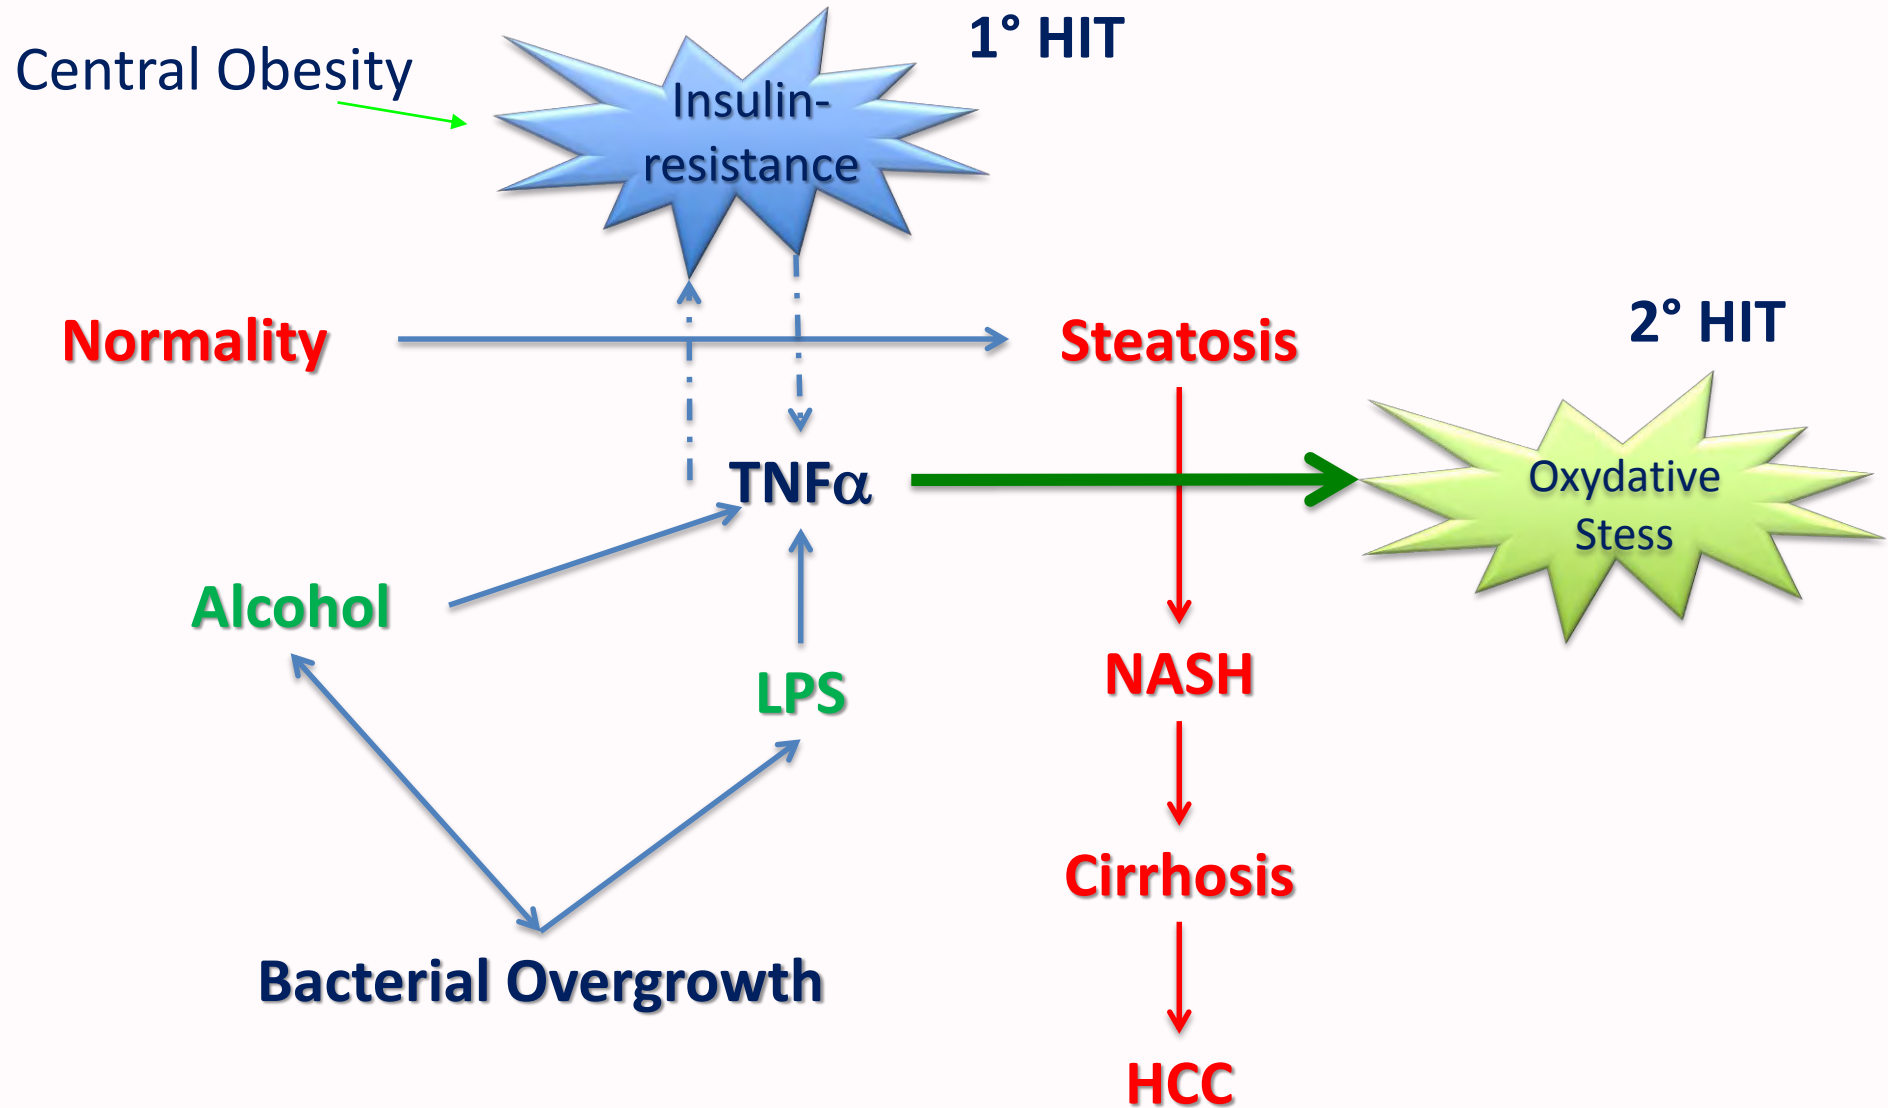 1° HIT
Central Obesity
Insulin-
resistance
Normality
Steatosis
2° HIT
TNFα
Oxydative
Stess
Alcohol
LPS
NASH
Cirrhosis
Bacterial Overgrowth
HCC